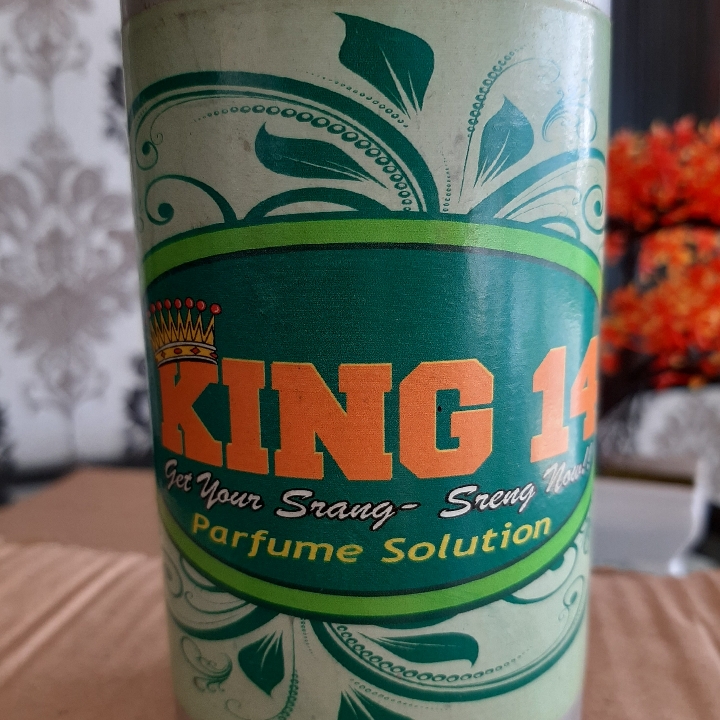 KING 14
Get Your Srang- Sreng Now!!
Parfume Solution